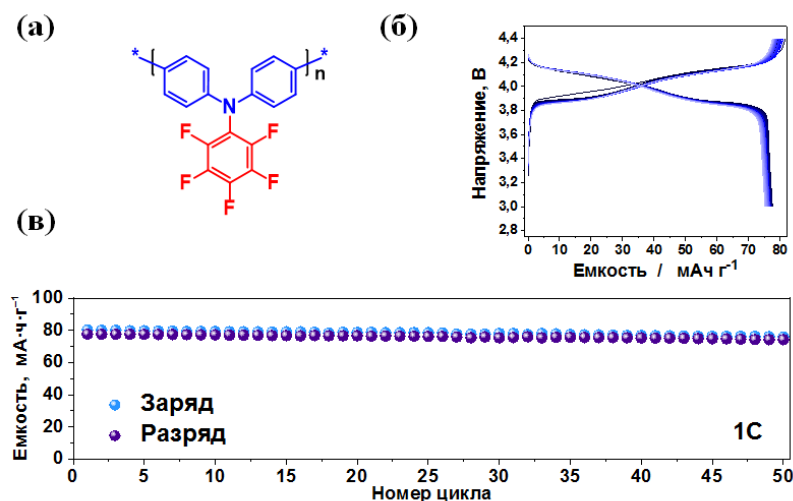 (а)
* * n
N
F F
F F
F
(б)
Напряжение, В
4,4
4,2
4,0
3,8
3,6
3,4
3,2
3,0
2,8
0 10 20 30 40 50 60 70 80
Емкость / мАч г⁻¹
(в)
Емкость, мА·ч·г⁻¹
100
80
60
40
20
0
Заряд
Разряд
1С
0 5 10 15 20 25 30 35 40 45 50
Номер цикла